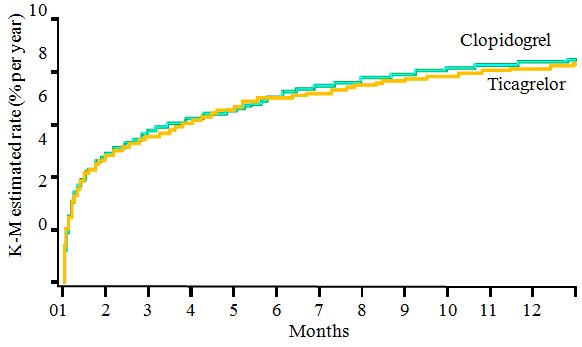 10
8
6
4
2
0
K-M estimated rate (% per year)
Clopidogrel
Ticagrelor
01 2 3 4 5 6 7 8 9 10 11 12
Months